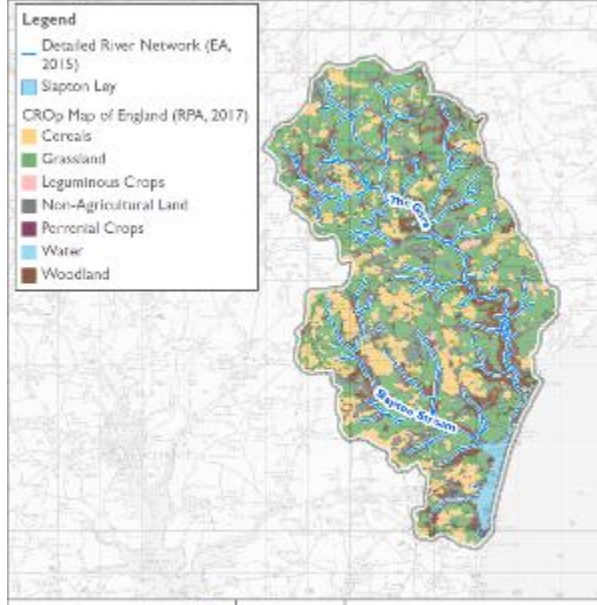 Legend
Detailed River Network (EA,
2015)
Slapton Ley
CROp Map of England (RPA, 2017)
Cereals
Grassland
Leguminous Crops
Non-Agricultural Land
Perrenial Crops
Water
Woodland
The Gara
Slapton Stream